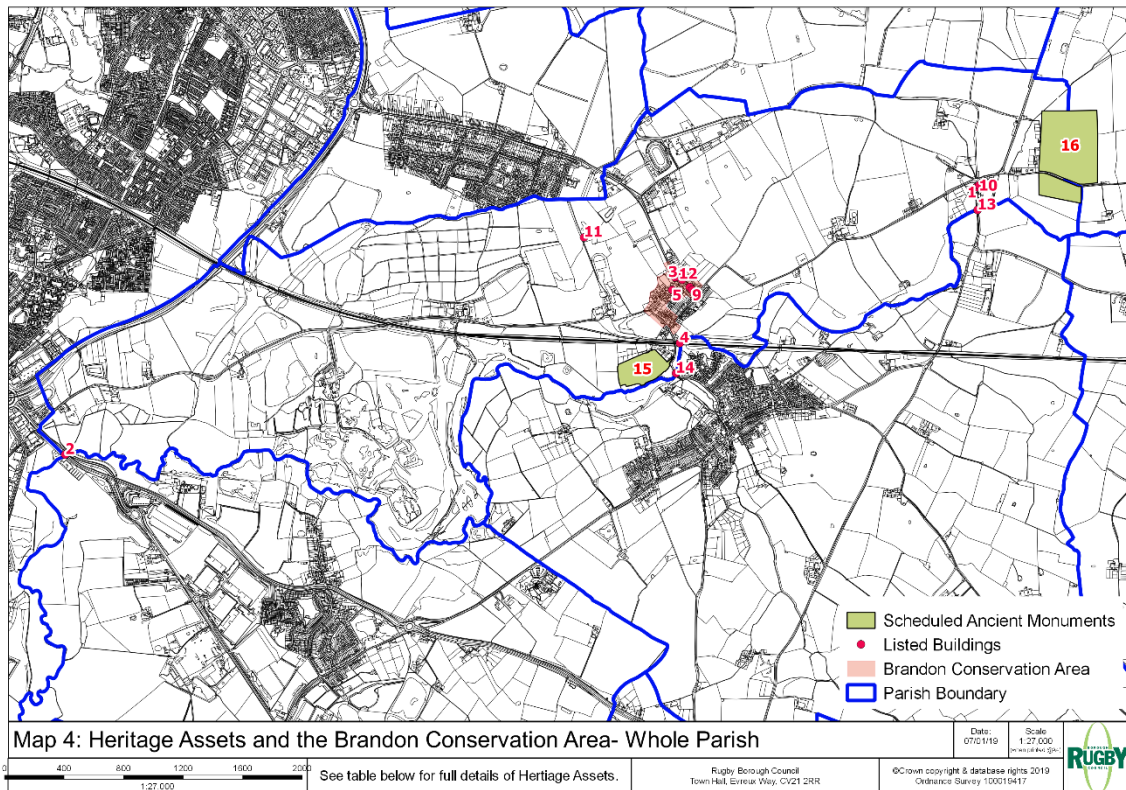 16
10
1
13
11
3 12
5 9
4
15
14
2
Scheduled Ancient Monuments
Listed Buildings
Brandon Conservation Area
Parish Boundary
Map 4: Heritage Assets and the Brandon Conservation Area- Whole Parish
Date:
07/01/19
Scale
1:27,000
0 400 800 1200 1600 2000
1:27.000
See table below for full details of Hertiage Assets.
Rugby Borough Council
Town Hall, Evreux Way, CV21 2RR
©Crown copyright & database rights 2019
Ordnance Survey 100019417
RUGBY